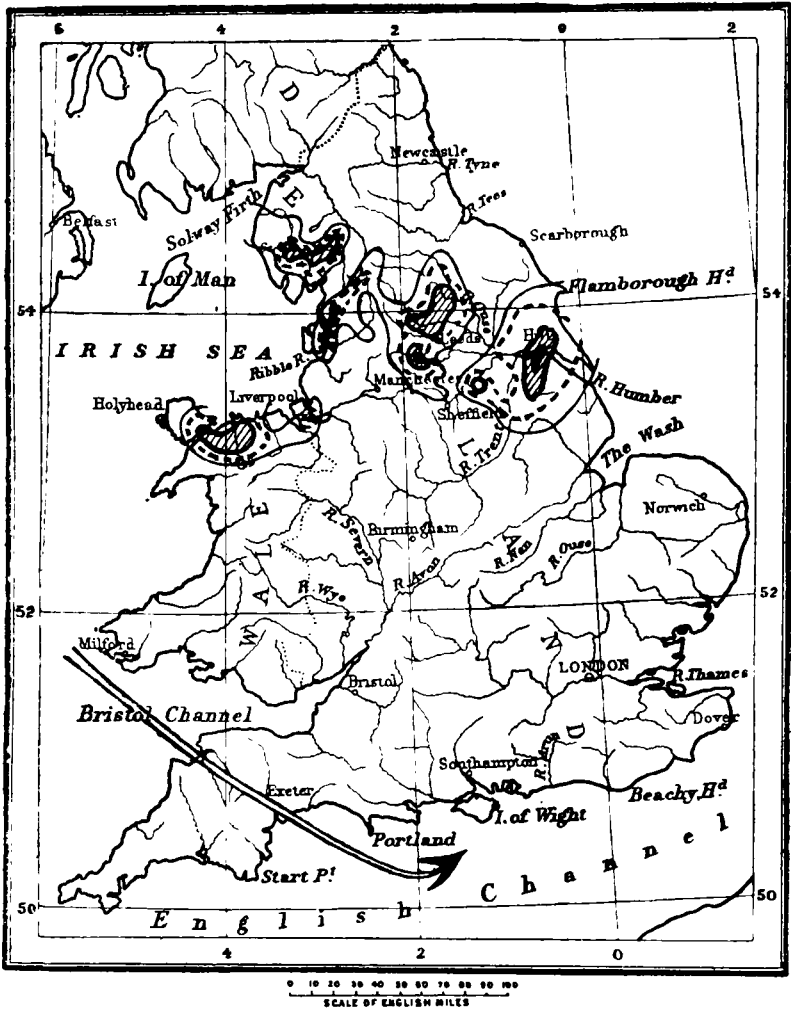 6 4 2 0 2
D
Newcastle
R. Tyne
E
R. Tees
Solway Firth
Belfast
Scarborough
I. of Man
Flamborough Hd
54
54
R. Ouse
IRISH SEA
Leeds
Ribble R.
Manchester
R. Humber
Holyhead
Liverpool
Sheffield
L
R. Trent
The Wash
Norwich
R. Severn
Birmingham
A
R. Nen
R. Ouse
R. Avon
R. Wye
WALE
S
52
52
Milford
N
LONDON
R. Thames
Bristol
Bristol Channel
Dover
D
R. Arun
Southampton
Exeter
Beachy, Hd
I. of Wight
Portland
Start Pt
English Channel
50
50
4 2 0
0 10 20 30 40 50 60 70 80 90 100
SCALE OF ENGLISH MILES